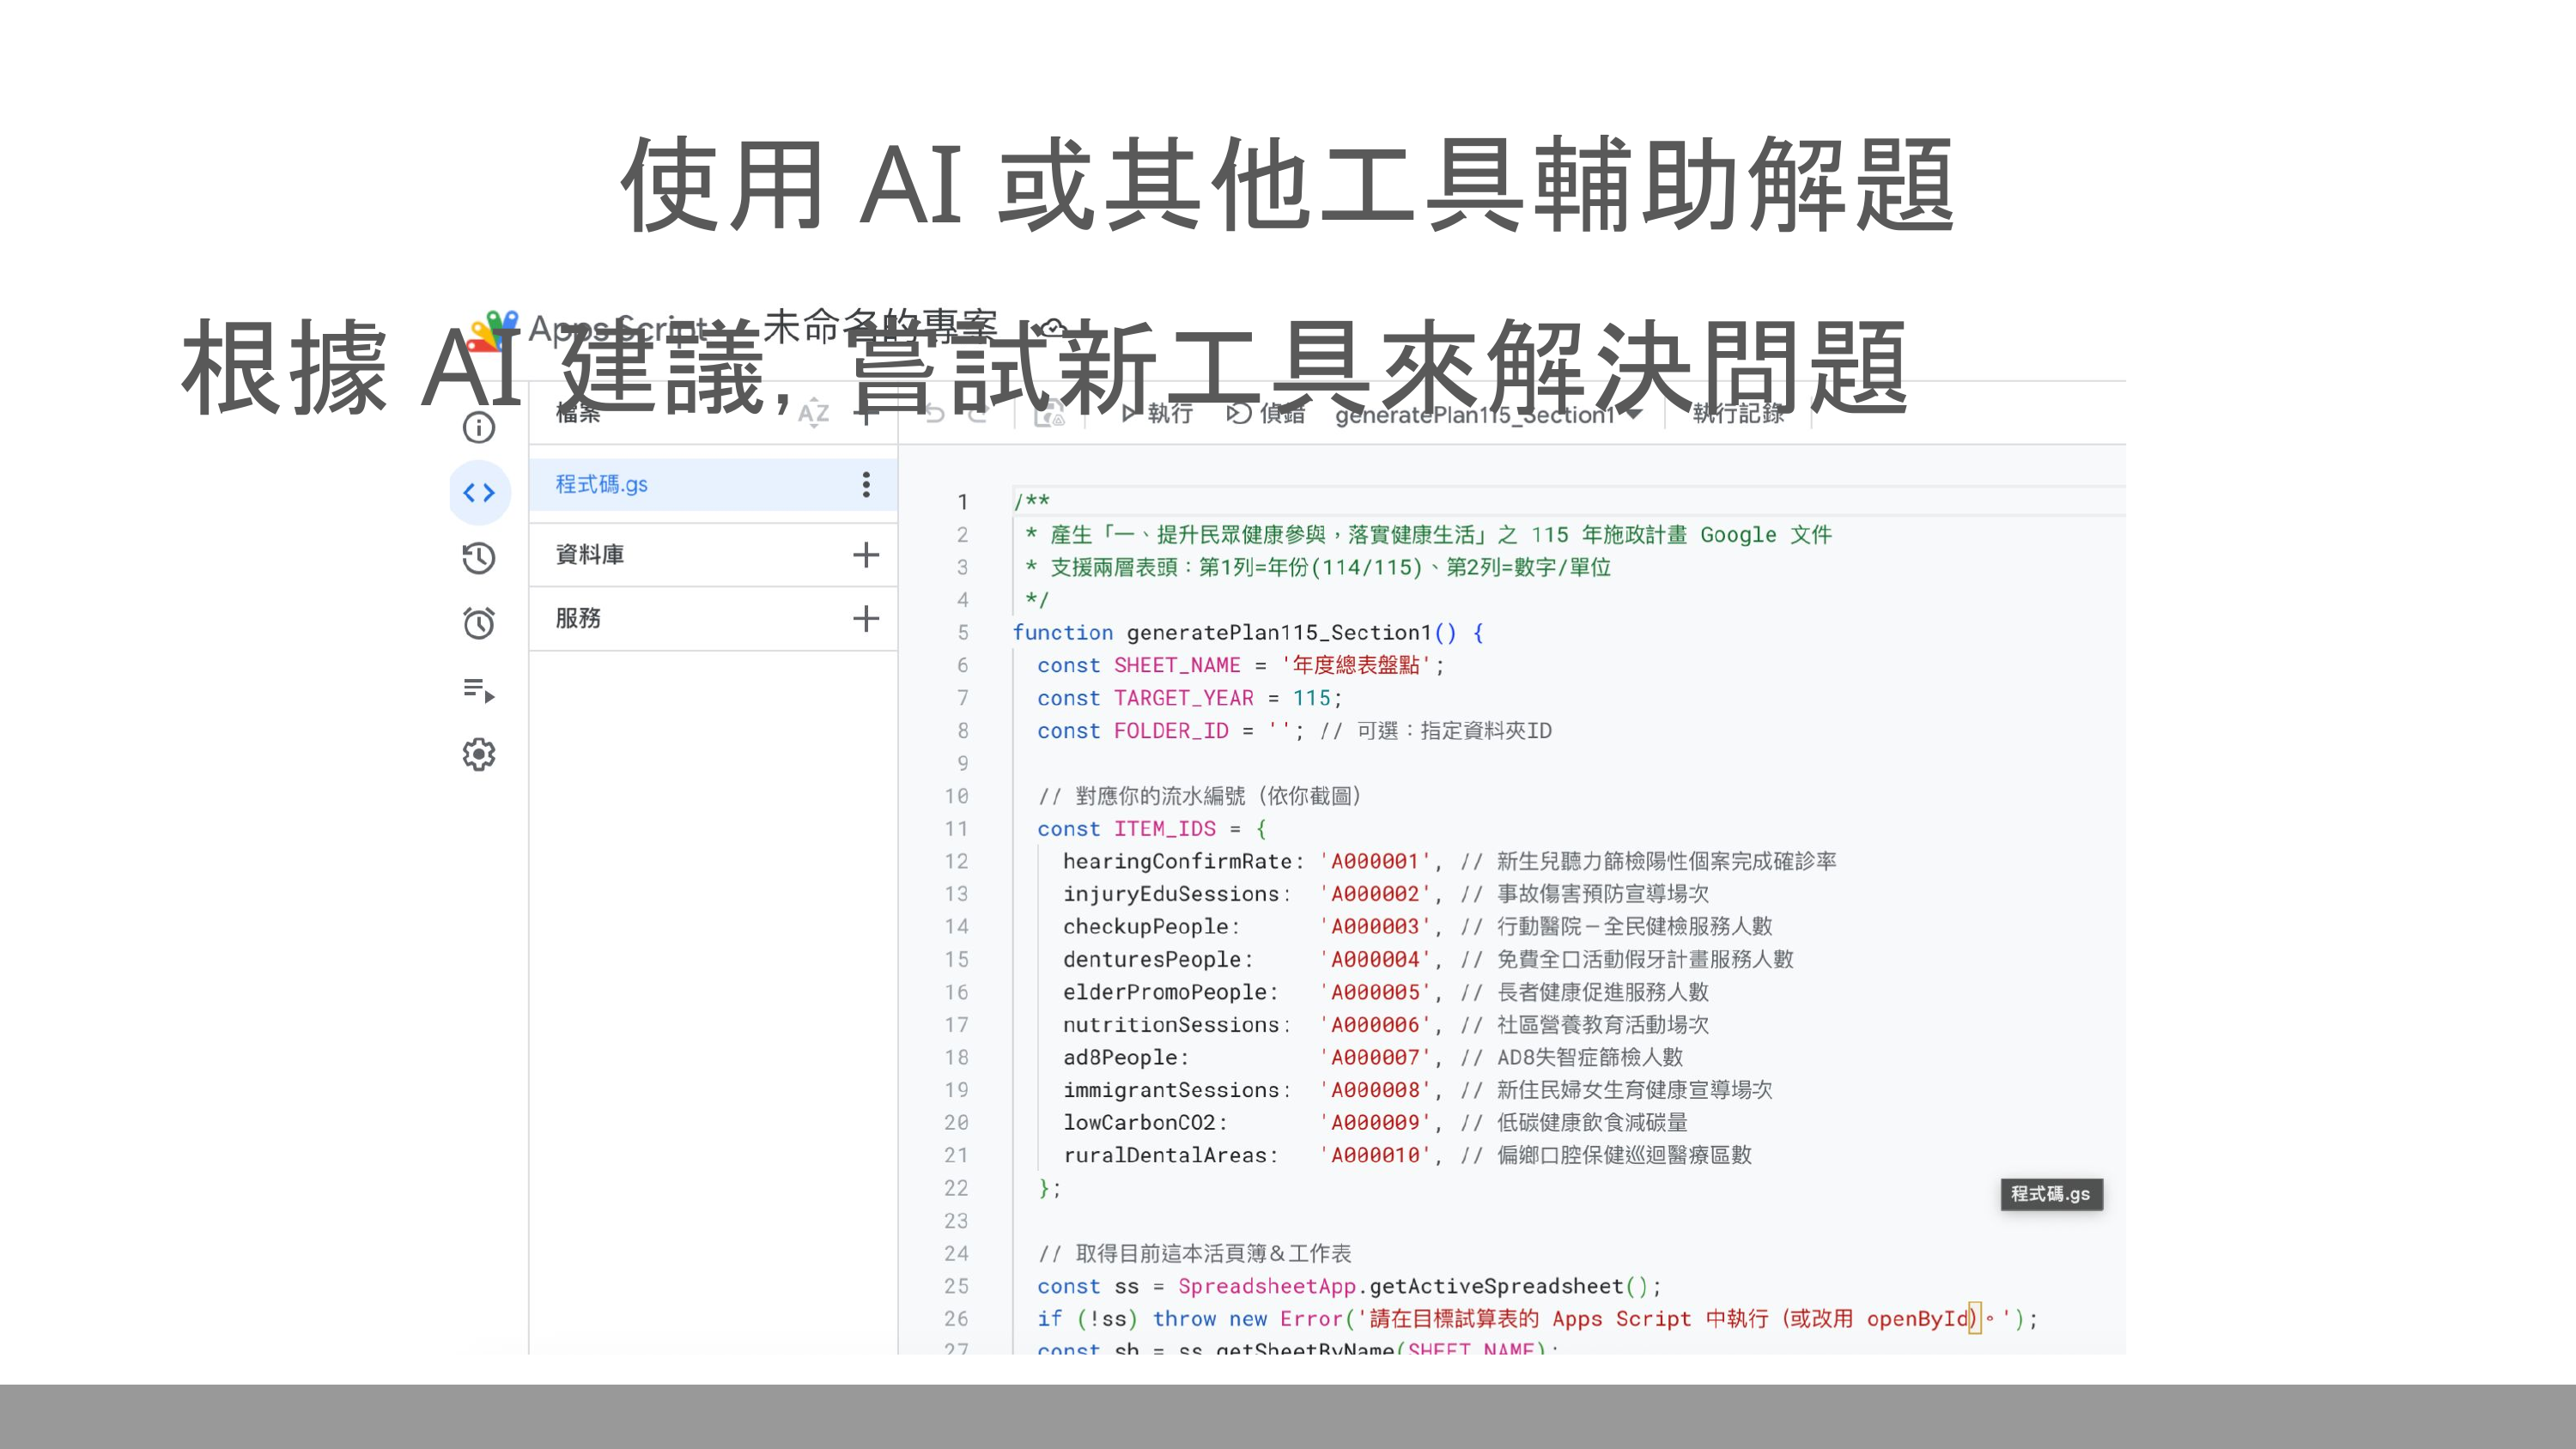 使用 AI 或其他工具輔助解題
根據 AI 建議，嘗試新工具來解決問題
Apps Script 未命名的專案
檔案
AZ
執行 偵錯 generatePlan115_Section1 執行記錄
程式碼.gs
資料庫
服務
1 /**
2 * 產生「一、提升民眾健康參與，落實健康生活」之 115 年施政計畫 Google 文件
3 * 支援兩層表頭：第1列=年份(114/115)、第2列=數字/單位
4 */
5 function generatePlan115_Section1() {
6 const SHEET_NAME = '年度總表盤點';
7 const TARGET_YEAR = 115;
8 const FOLDER_ID = ''; // 可選：指定資料夾ID
9
10 // 對應你的流水編號（依你截圖）
11 const ITEM_IDS = {
12 hearingConfirmRate: 'A000001', // 新生兒聽力篩檢陽性個案完成確診率
13 injuryEduSessions: 'A000002', // 事故傷害預防宣導場次
14 checkupPeople: 'A000003', // 行動醫院－全民健檢服務人數
15 denturesPeople: 'A000004', // 免費全口活動假牙計畫服務人數
16 elderPromoPeople: 'A000005', // 長者健康促進服務人數
17 nutritionSessions: 'A000006', // 社區營養教育活動場次
18 ad8People: 'A000007', // AD8失智症篩檢人數
19 immigrantSessions: 'A000008', // 新住民婦女生育健康宣導場次
20 lowCarbonCO2: 'A000009', // 低碳健康飲食減碳量
21 ruralDentalAreas: 'A000010', // 偏鄉口腔保健巡迴醫療區數
22 };
程式碼.gs
23
24 // 取得目前這本活頁簿＆工作表
25 const ss = SpreadsheetApp.getActiveSpreadsheet();
26 if (!ss) throw new Error('請在目標試算表的 Apps Script 中執行（或改用 openById）。');
27 const sh = ss.getSheetByName(SHEET_NAME);